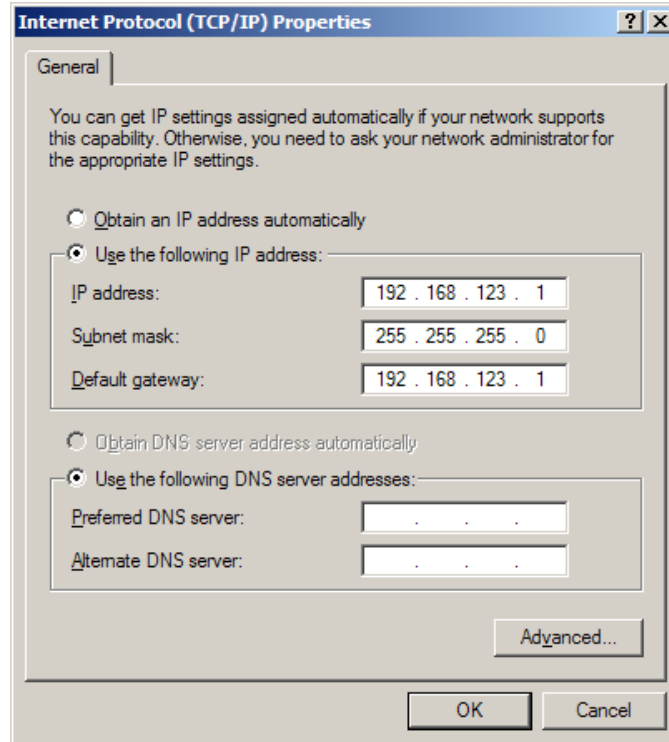 Internet Protocol (TCP/IP) Properties
General
You can get IP settings assigned automatically if your network supports
this capability. Otherwise, you need to ask your network administrator for
the appropriate IP settings.
Obtain an IP address automatically
Use the following IP address:
IP address: 192 . 168 . 123 . 1
Subnet mask: 255 . 255 . 255 . 0
Default gateway: 192 . 168 . 123 . 1
Obtain DNS server address automatically
Use the following DNS server addresses:
Preferred DNS server: . . .
Alternate DNS server: . . .
Advanced...
OK Cancel